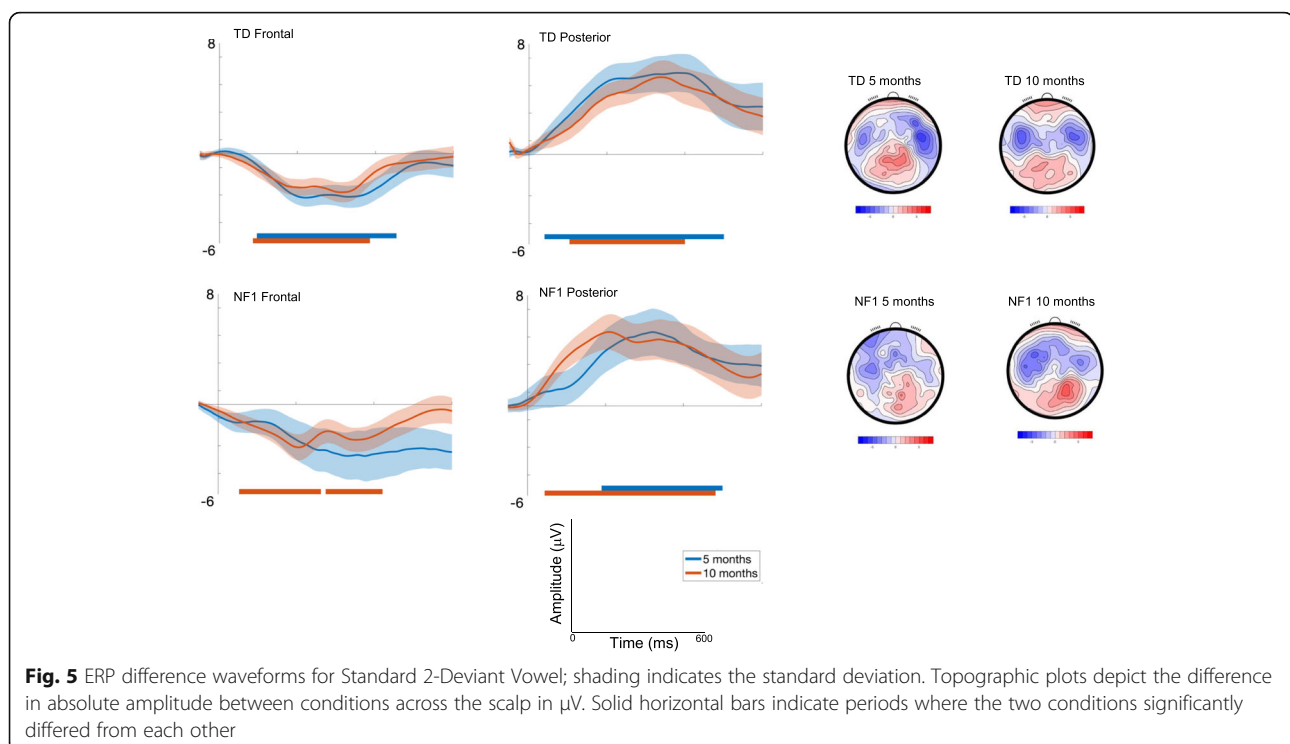 TD Frontal
8
-6
TD Posterior
8
-6
TD 5 months
TD 10 months
NF1 Frontal
8
-6
NF1 Posterior
8
-6
NF1 5 months
NF1 10 months
Amplitude (µV)
0
Time (ms)
600
5 months
10 months
Fig. 5 ERP difference waveforms for Standard 2-Deviant Vowel; shading indicates the standard deviation. Topographic plots depict the difference
in absolute amplitude between conditions across the scalp in µV. Solid horizontal bars indicate periods where the two conditions significantly
differed from each other